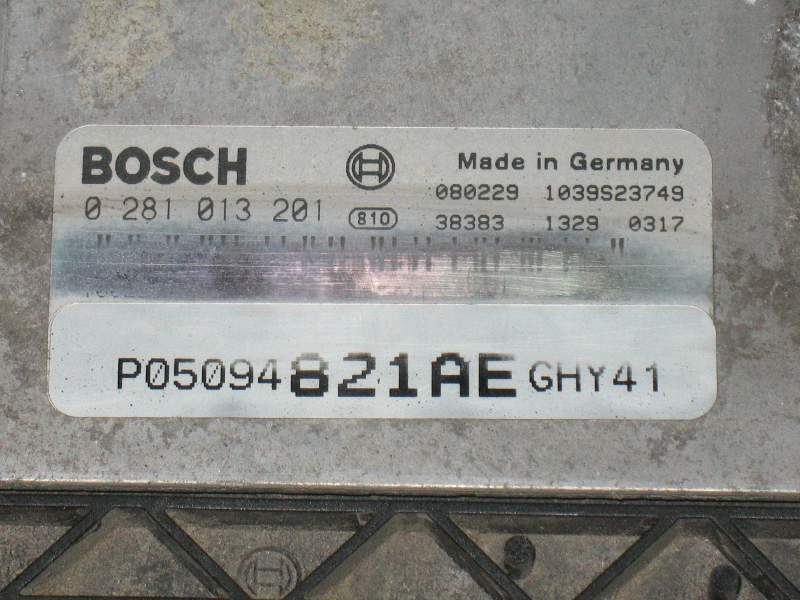 BOSCH Made in Germany
080229 1039S23749
0 281 013 201 810 38383 1329 0317
P05094821AE GHY41